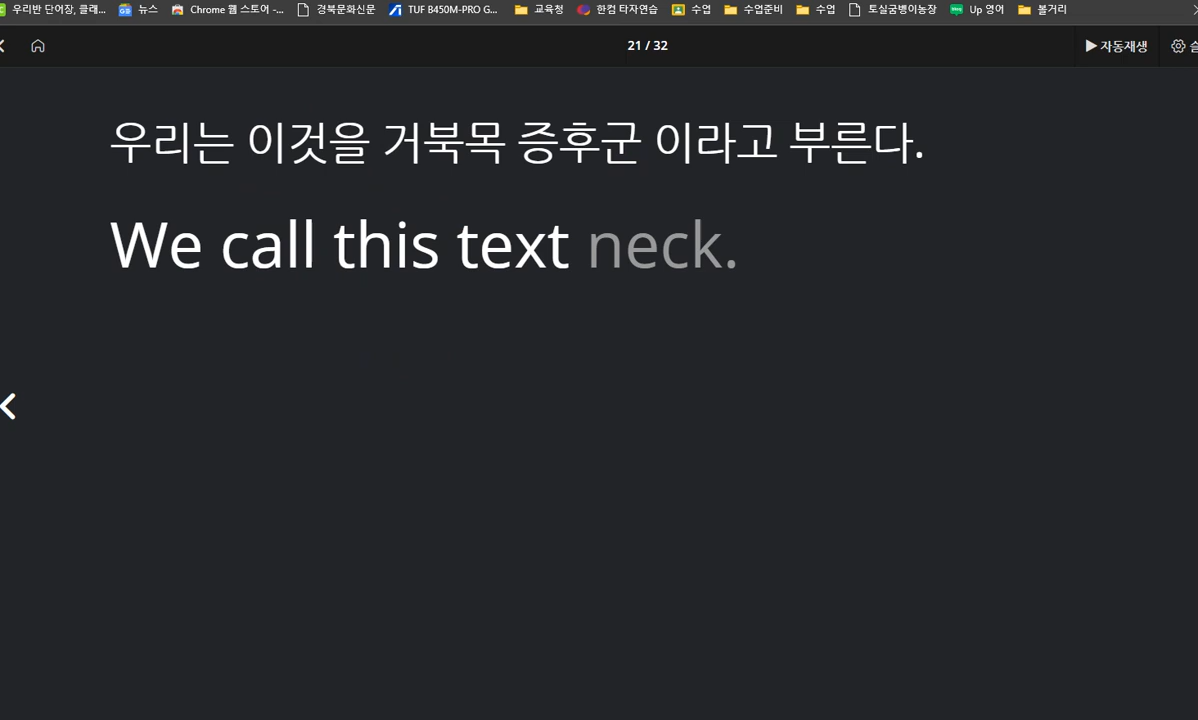 우리반 단어장, 클래... 뉴스 Chrome 웹 스토어 -... 경북문화신문 TUF B450M-PRO G... 교육청 한컴 타자연습 수업 수업준비 수업 토실굼벵이농장 Up 영어 볼거리
21 / 32 자동재생 슬
우리는 이것을 거북목 증후군 이라고 부른다.
We call this text neck.